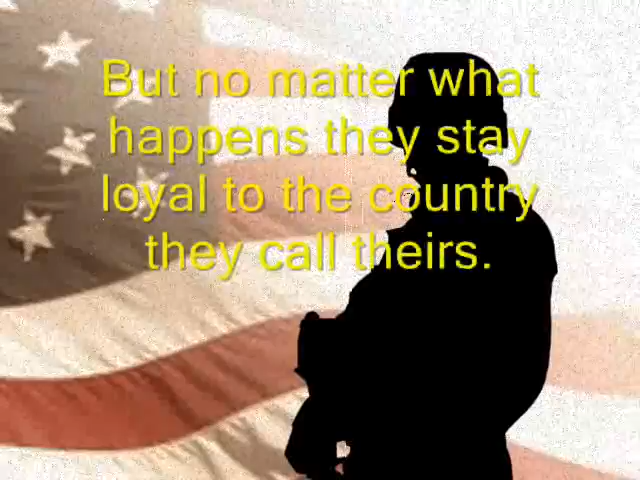 But no matter what
happens they stay
loyal to the country
they call theirs.